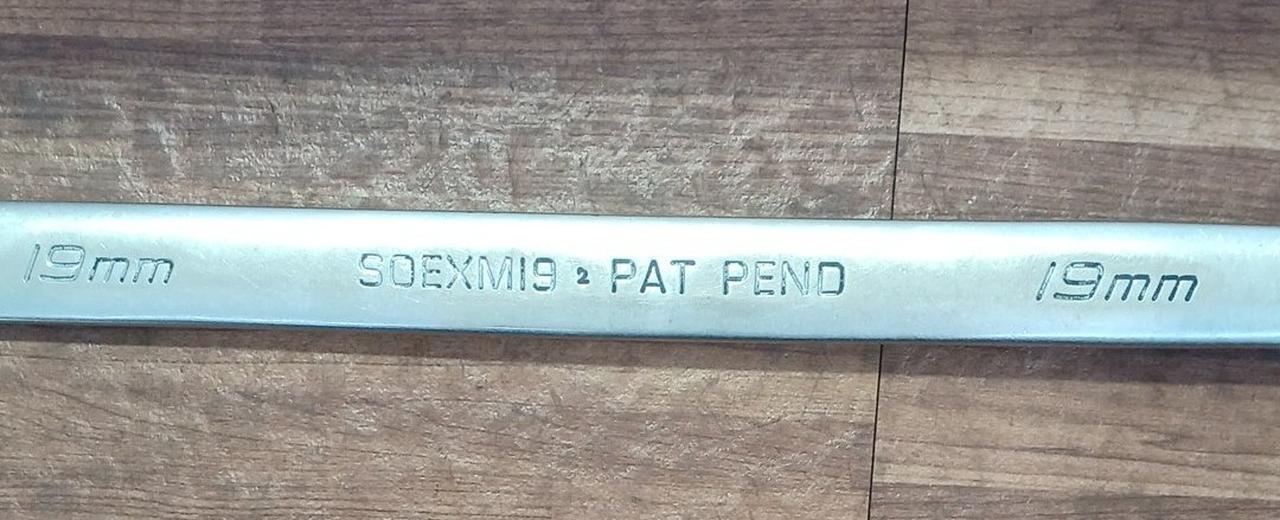 19mm SOEXM19 2 PAT PEND 19mm